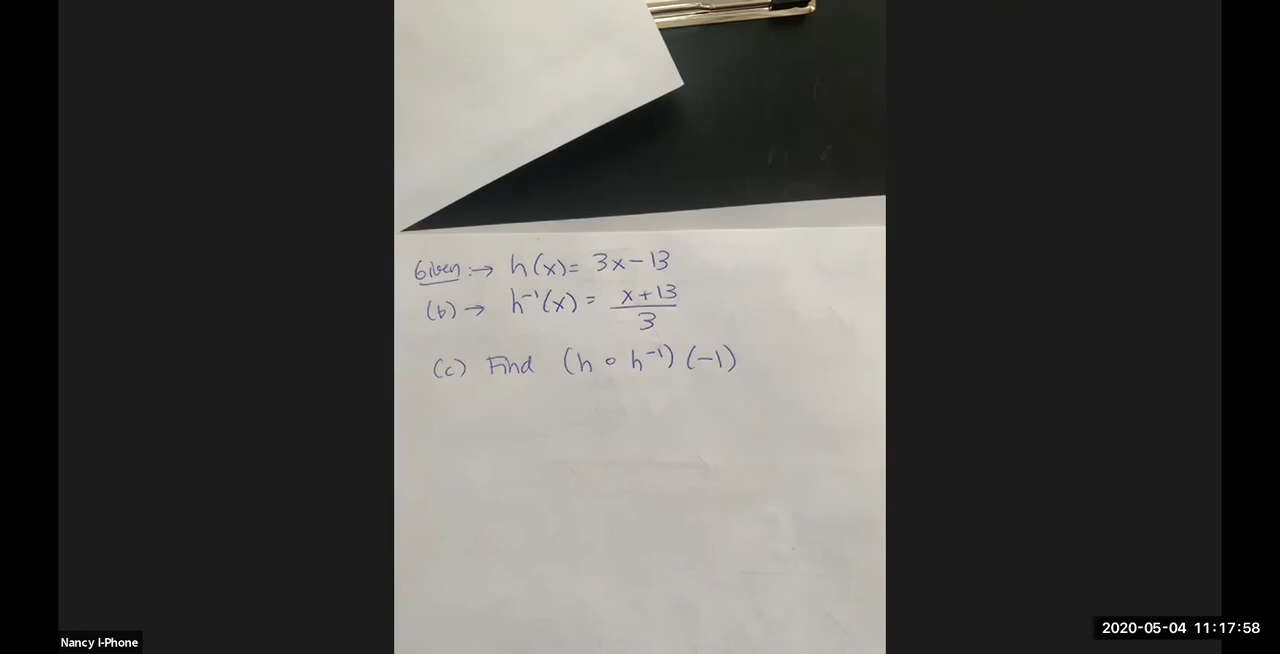 Given :→ h(x) = 3x - 13
(b) → h⁻¹(x) = x + 13 / 3
(c) Find (h ∘ h⁻¹)(-1)
Nancy I-Phone
2020-05-04 11:17:58